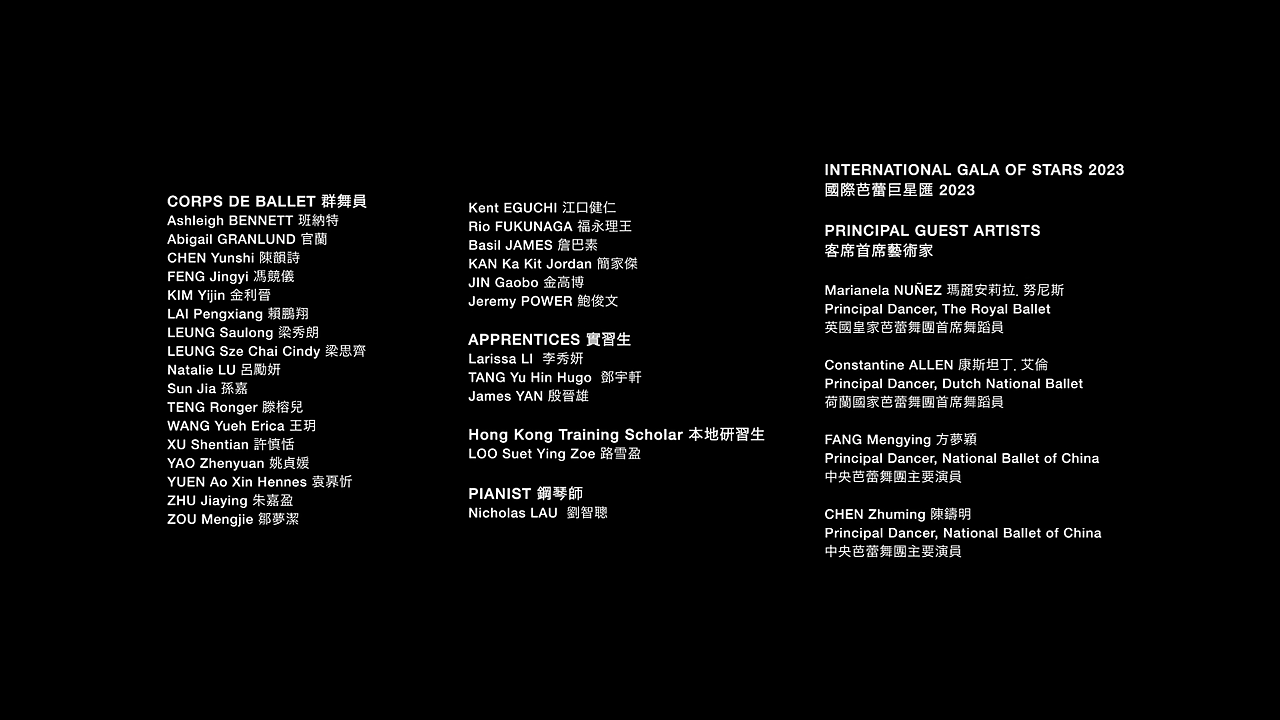 CORPS DE BALLET 群舞員
Ashleigh BENNETT 班納特
Abigail GRANLUND 官蘭
CHEN Yunshi 陳韻詩
FENG Jingyi 馮競儀
KIM Yijin 金利晉
LAI Pengxiang 賴鵬翔
LEUNG Saulong 梁秀朗
LEUNG Sze Chai Cindy 梁思齊
Natalie LU 呂勵妍
Sun Jia 孫嘉
TENG Ronger 滕榕兒
WANG Yueh Erica 王玥
XU Shentian 許慎恬
YAO Zhenyuan 姚貞媛
YUEN Ao Xin Hennes 袁奡忻
ZHU Jiaying 朱嘉盈
ZOU Mengjie 鄒夢潔
Kent EGUCHI 江口健仁
Rio FUKUNAGA 福永理王
Basil JAMES 詹巴素
KAN Ka Kit Jordan 簡家傑
JIN Gaobo 金高博
Jeremy POWER 鮑俊文
APPRENTICES 實習生
Larissa LI 李秀妍
TANG Yu Hin Hugo 鄧宇軒
James YAN 殷晉雄
Hong Kong Training Scholar 本地研習生
LOO Suet Ying Zoe 路雪盈
PIANIST 鋼琴師
Nicholas LAU 劉智聰
INTERNATIONAL GALA OF STARS 2023
國際芭蕾巨星匯 2023
PRINCIPAL GUEST ARTISTS
客席首席藝術家
Marianela NUÑEZ 瑪麗安莉拉．努尼斯
Principal Dancer, The Royal Ballet
英國皇家芭蕾舞團首席舞蹈員
Constantine ALLEN 康斯坦丁．艾倫
Principal Dancer, Dutch National Ballet
荷蘭國家芭蕾舞團首席舞蹈員
FANG Mengying 方夢穎
Principal Dancer, National Ballet of China
中央芭蕾舞團主要演員
CHEN Zhuming 陳鑄明
Principal Dancer, National Ballet of China
中央芭蕾舞團主要演員